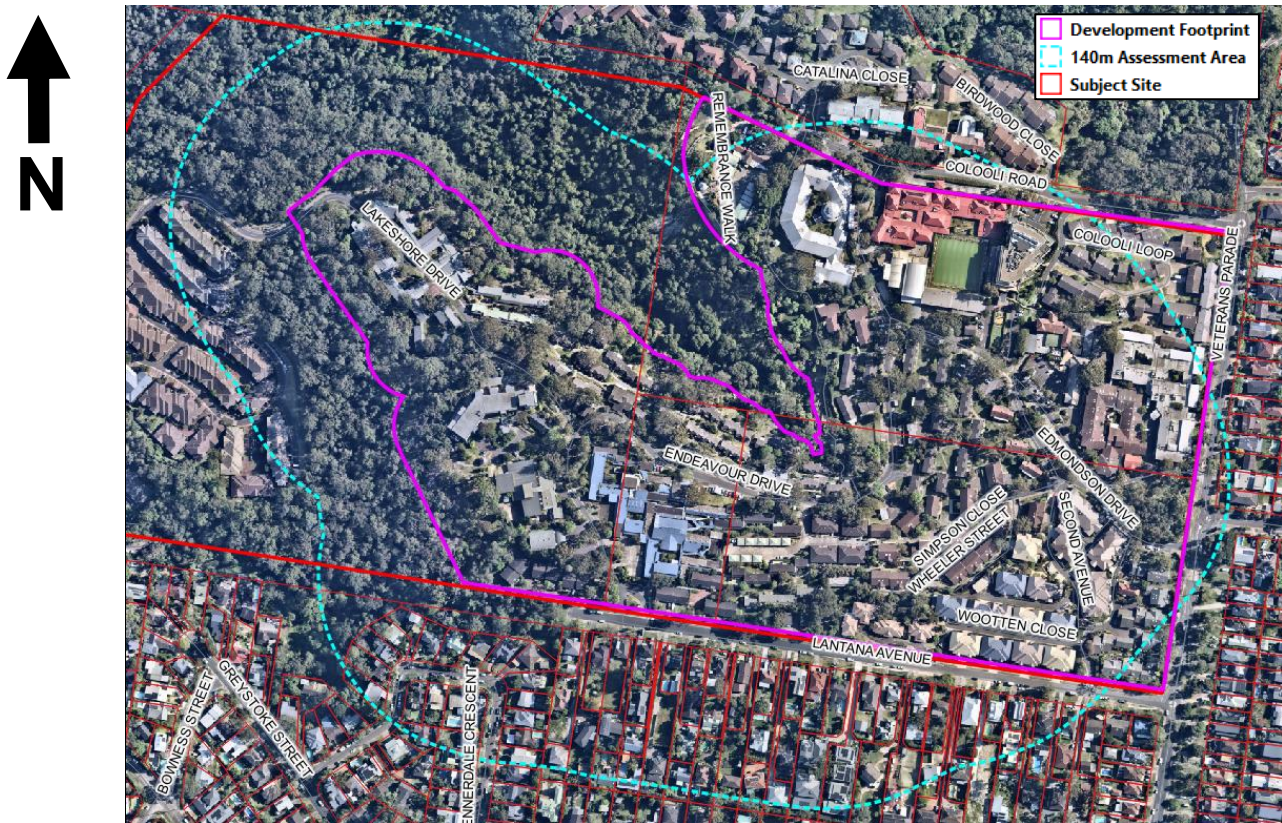 Development Footprint
140m Assessment Area
Subject Site
N
CATALINA CLOSE
BIRDWOOD CLOSE
REMEMBRANCE WALK
COLOOLI ROAD
COLOOLI LOOP
VETERANS PARADE
LAKESHORE DRIVE
ENDEAVOUR DRIVE
EDMONDSON DRIVE
SIMPSON CLOSE
WHEELER STREET
SECOND AVENUE
WOOTTEN CLOSE
LANTANA AVENUE
GREYSTOKE STREET
BOWNESS STREET
ENNERDALE CRESCENT